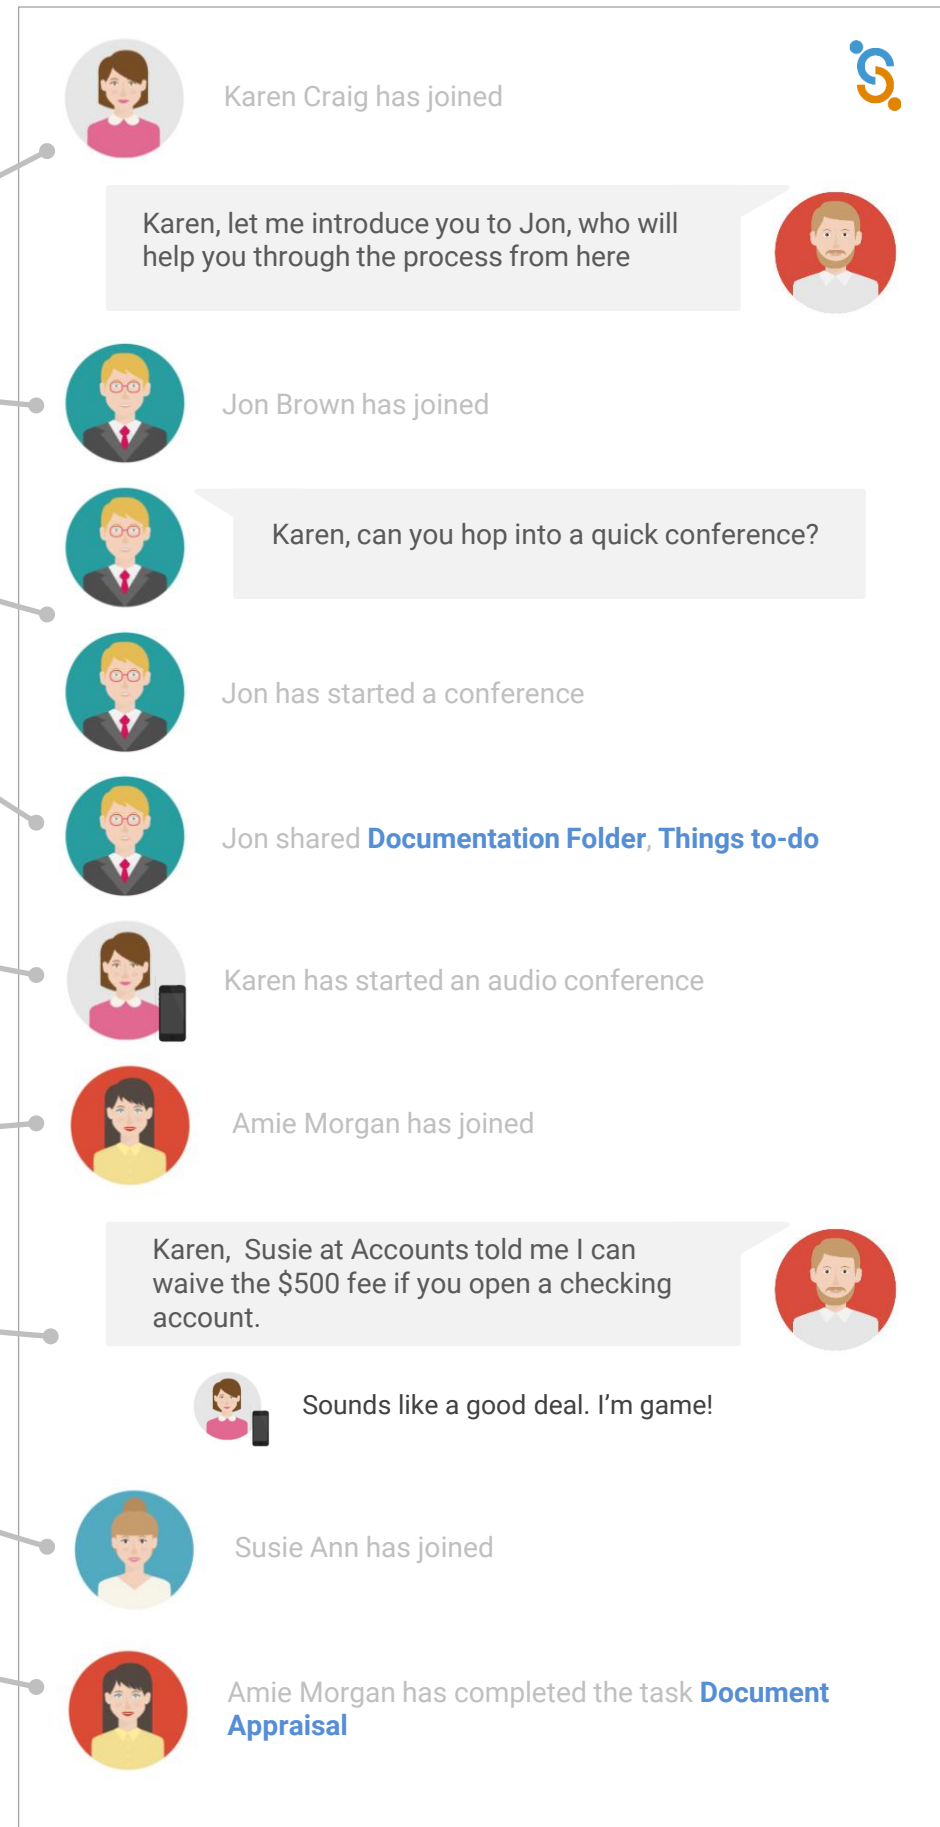 Karen Craig has joined
Karen, let me introduce you to Jon, who will
help you through the process from here
Jon Brown has joined
Karen, can you hop into a quick conference?
Jon has started a conference
Jon shared Documentation Folder, Things to-do
Karen has started an audio conference
Amie Morgan has joined
Karen,  Susie at Accounts told me I can
waive the $500 fee if you open a checking
account.
Sounds like a good deal. I’m game!
Susie Ann has joined
Amie Morgan has completed the task Document
Appraisal